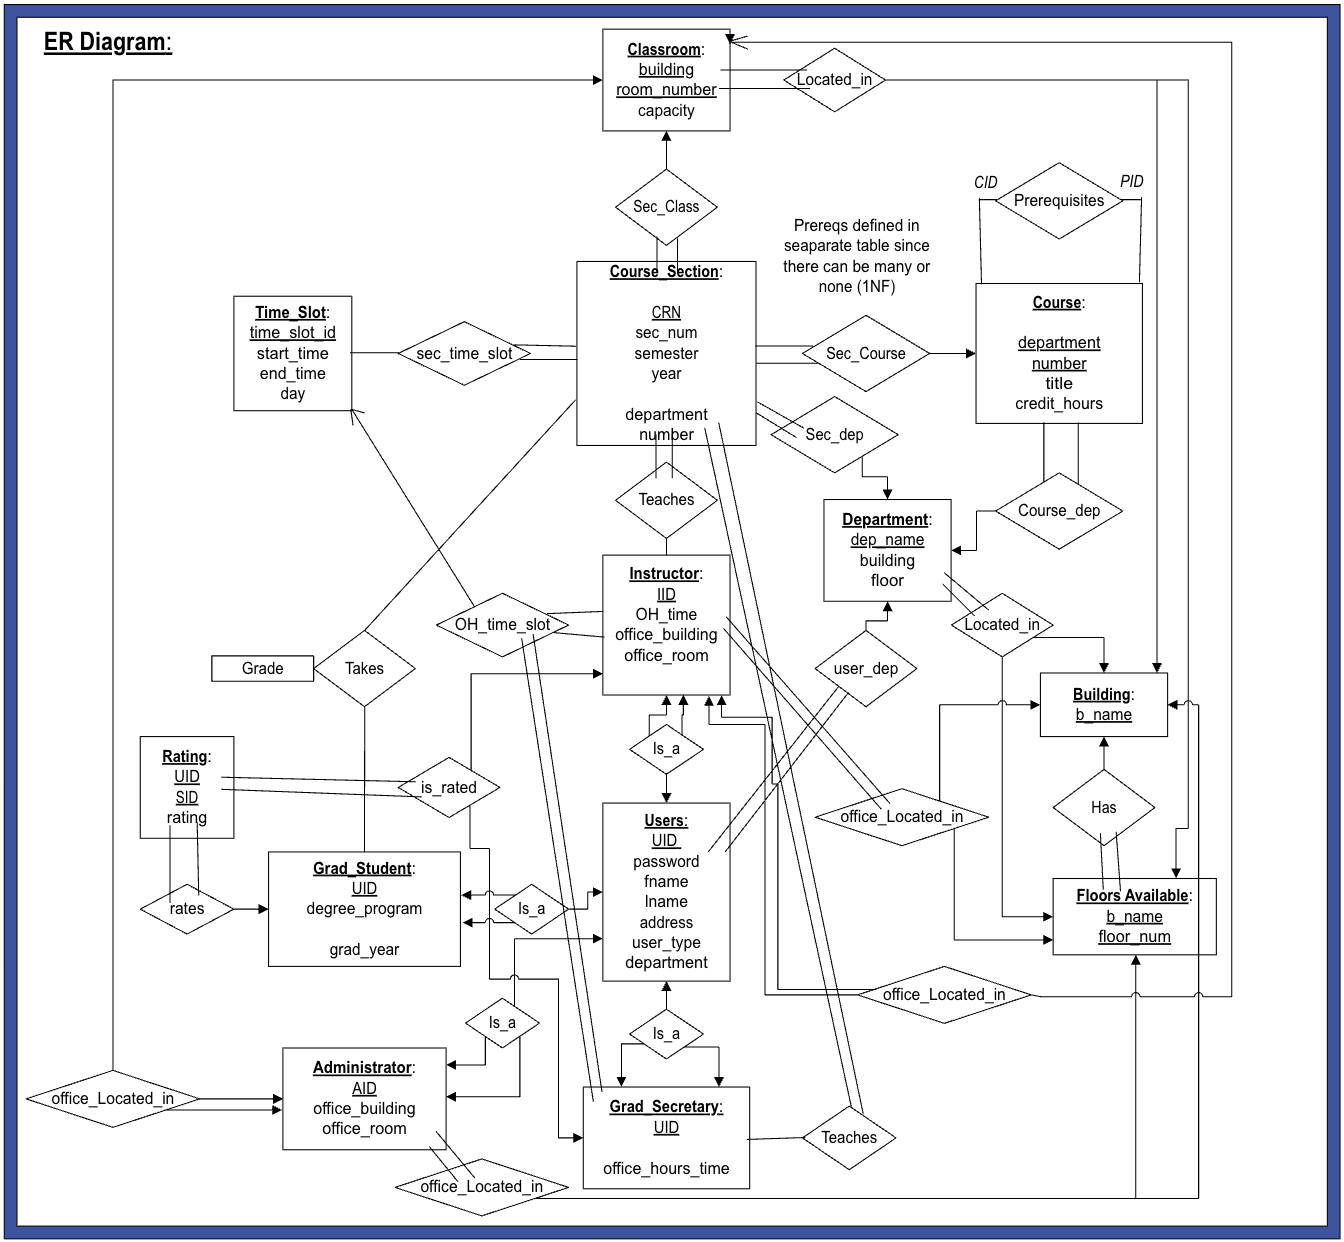 ER Diagram:
Classroom:
building
room_number
capacity
Located_in
Sec_Class
CID
PID
Prerequisites
Prereqs defined in
seaparate table since
there can be many or
none (1NF)
Course_Section:
CRN
sec_num
semester
year
department
number
Time_Slot:
time_slot_id
start_time
end_time
day
sec_time_slot
Sec_Course
Course:
department
number
title
credit_hours
Sec_dep
Teaches
Course_dep
Department:
dep_name
building
floor
Instructor:
IID
OH_time
office_building
office_room
OH_time_slot
Located_in
Grade
Takes
user_dep
Building:
b_name
Rating:
UID
SID
rating
is_rated
Is_a
office_Located_in
Has
Users:
UID
password
fname
lname
address
user_type
department
Grad_Student:
UID
degree_program
grad_year
rates
Is_a
Floors Available:
b_name
floor_num
office_Located_in
Is_a
Is_a
Administrator:
AID
office_building
office_room
office_Located_in
Grad_Secretary:
UID
office_hours_time
Teaches
office_Located_in